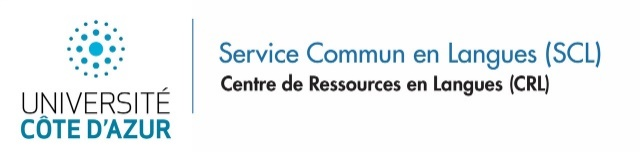 UNIVERSITÉ
CÔTE D'AZUR
Service Commun en Langues (SCL)
Centre de Ressources en Langues (CRL)